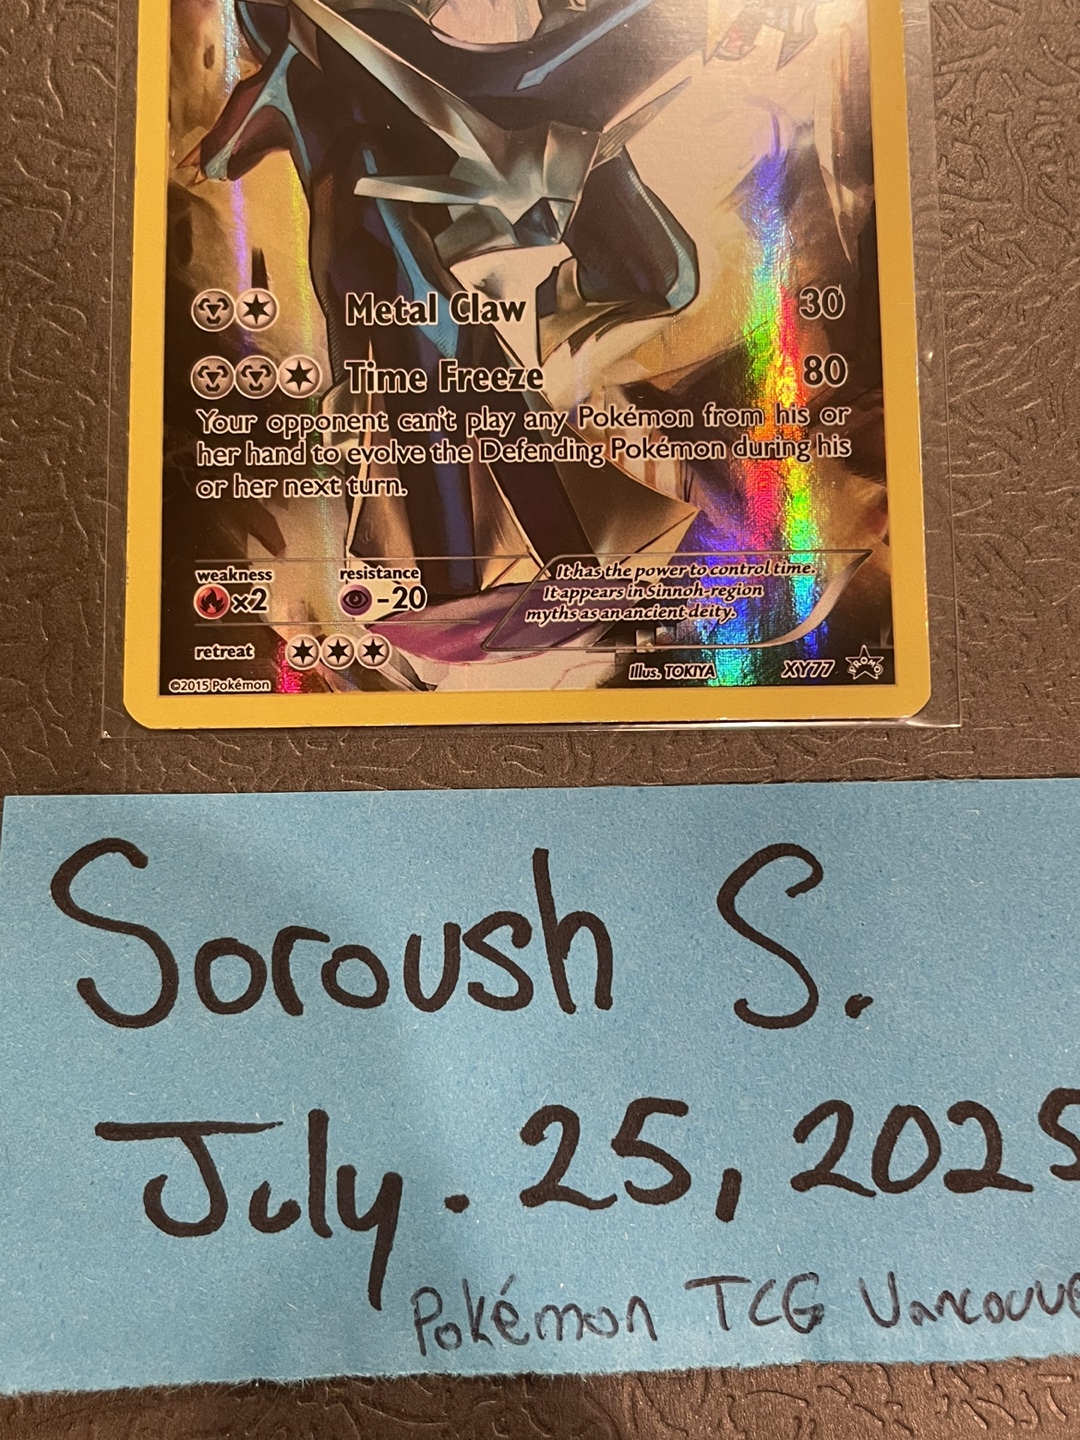 Metal Claw 30
Time Freeze 80
Your opponent can't play any Pokémon from his or
her hand to evolve the Defending Pokémon during his
or her next turn.
weakness
×2
resistance
-20
retreat
It has the power to control time.
It appears in Sinnoh-region
myths as an ancient deity.
©2015 Pokémon
Illus. TOKIYA
XY77
PROMO
Soroush S.
July. 25, 2025
Pokémon TCG Vancouve